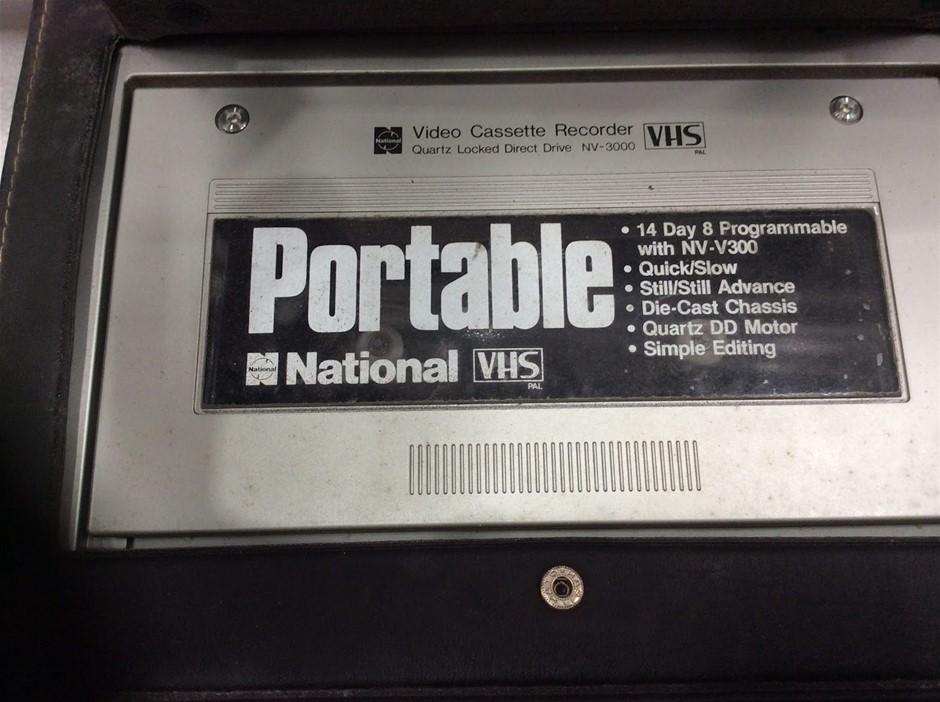 National
Video Cassette Recorder
Quartz Locked Direct Drive NV-3000
VHS
PAL
Portable
National
National
VHS
PAL
• 14 Day 8 Programmable
with NV-V300
• Quick/Slow
• Still/Still Advance
• Die-Cast Chassis
• Quartz DD Motor
• Simple Editing